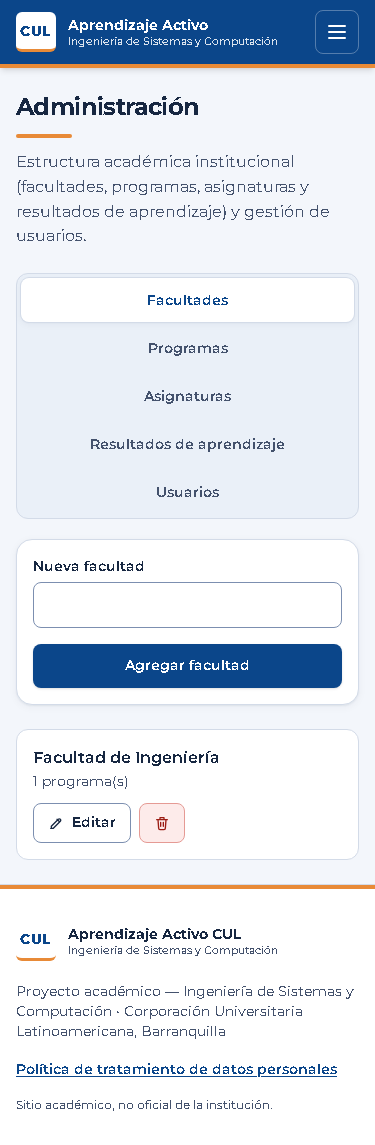 CUL
Aprendizaje Activo
Ingeniería de Sistemas y Computación
Administración
Estructura académica institucional
(facultades, programas, asignaturas y
resultados de aprendizaje) y gestión de
usuarios.
Facultades
Programas
Asignaturas
Resultados de aprendizaje
Usuarios
Nueva facultad
Agregar facultad
Facultad de Ingeniería
1 programa(s)
Editar
CUL
Aprendizaje Activo CUL
Ingeniería de Sistemas y Computación
Proyecto académico — Ingeniería de Sistemas y
Computación · Corporación Universitaria
Latinoamericana, Barranquilla
Política de tratamiento de datos personales
Sitio académico, no oficial de la institución.